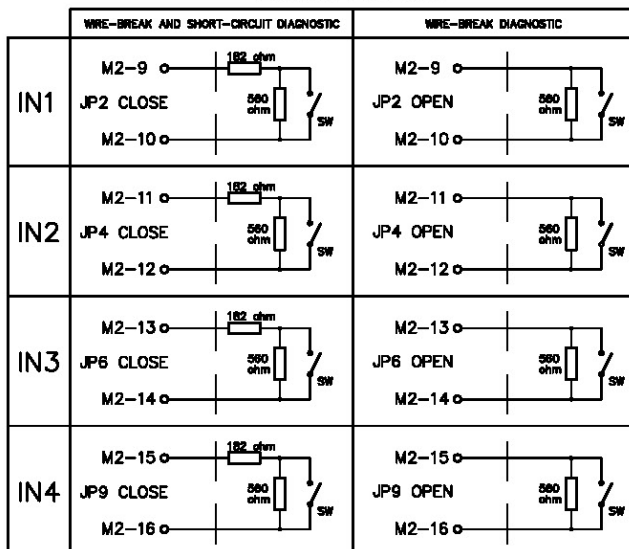 WIRE-BREAK AND SHORT-CIRCUIT DIAGNOSTIC
WIRE-BREAK DIAGNOSTIC
IN1
M2-9
182 ohm
JP2 CLOSE
560 ohm
SW
M2-10
M2-9
JP2 OPEN
560 ohm
SW
M2-10
IN2
M2-11
182 ohm
JP4 CLOSE
560 ohm
SW
M2-12
M2-11
JP4 OPEN
560 ohm
SW
M2-12
IN3
M2-13
182 ohm
JP6 CLOSE
560 ohm
SW
M2-14
M2-13
JP6 OPEN
560 ohm
SW
M2-14
IN4
M2-15
182 ohm
JP9 CLOSE
560 ohm
SW
M2-16
M2-15
JP9 OPEN
560 ohm
SW
M2-16